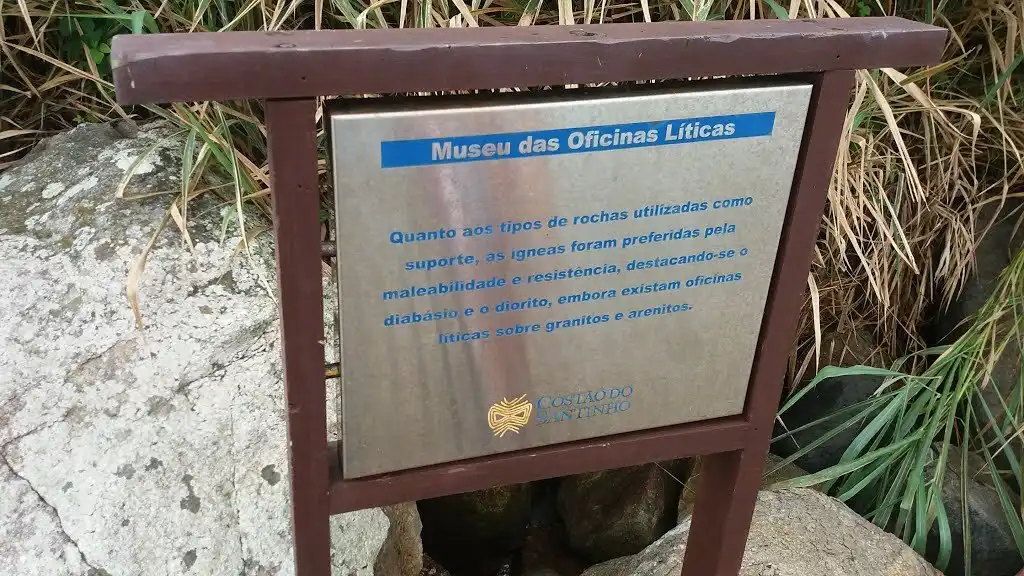 Museu das Oficinas Líticas
Quanto aos tipos de rochas utilizadas como
suporte, as ígneas foram preferidas pela
maleabilidade e resistência, destacando-se o
diabásio e o diorito, embora existam oficinas
líticas sobre granitos e arenitos.
COSTÃO DO
SANTINHO